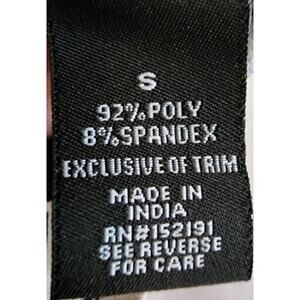 S
92%POLY
8%SPANDEX
EXCLUSIVE OF TRIM
MADE IN
INDIA
RN#152191
SEE REVERSE
FOR CARE